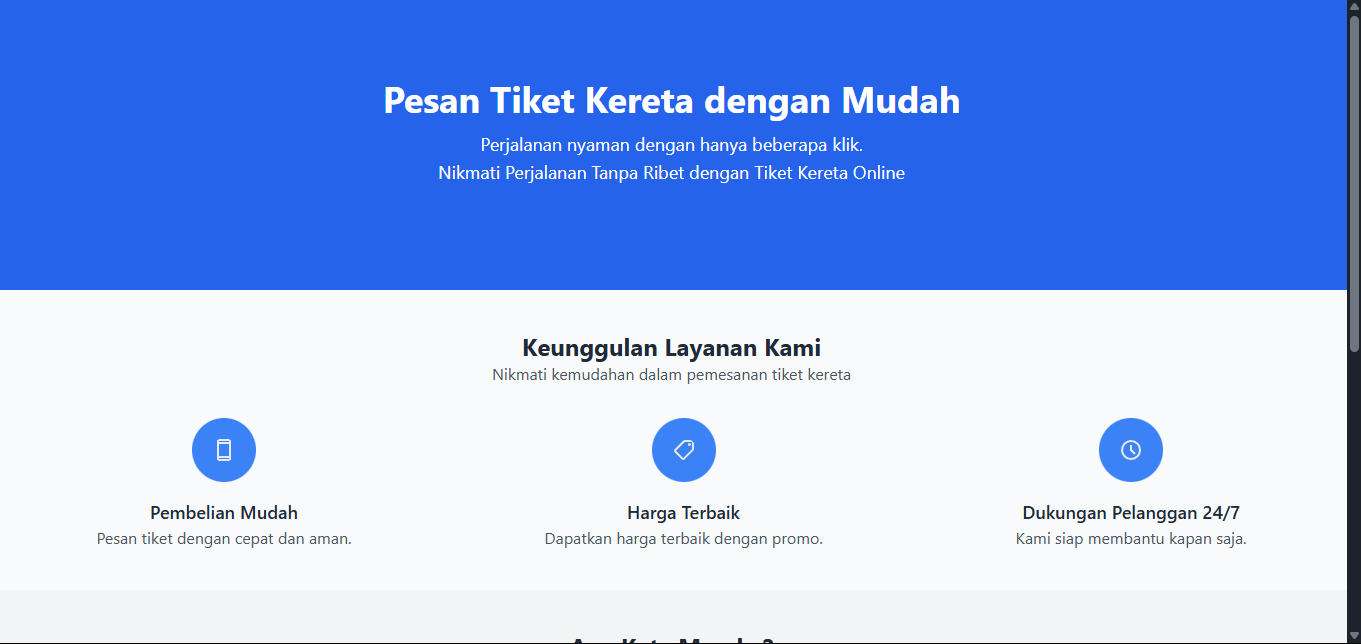 Pesan Tiket Kereta dengan Mudah
Perjalanan nyaman dengan hanya beberapa klik.
Nikmati Perjalanan Tanpa Ribet dengan Tiket Kereta Online
Keunggulan Layanan Kami
Nikmati kemudahan dalam pemesanan tiket kereta
Pembelian Mudah
Pesan tiket dengan cepat dan aman.
Harga Terbaik
Dapatkan harga terbaik dengan promo.
Dukungan Pelanggan 24/7
Kami siap membantu kapan saja.